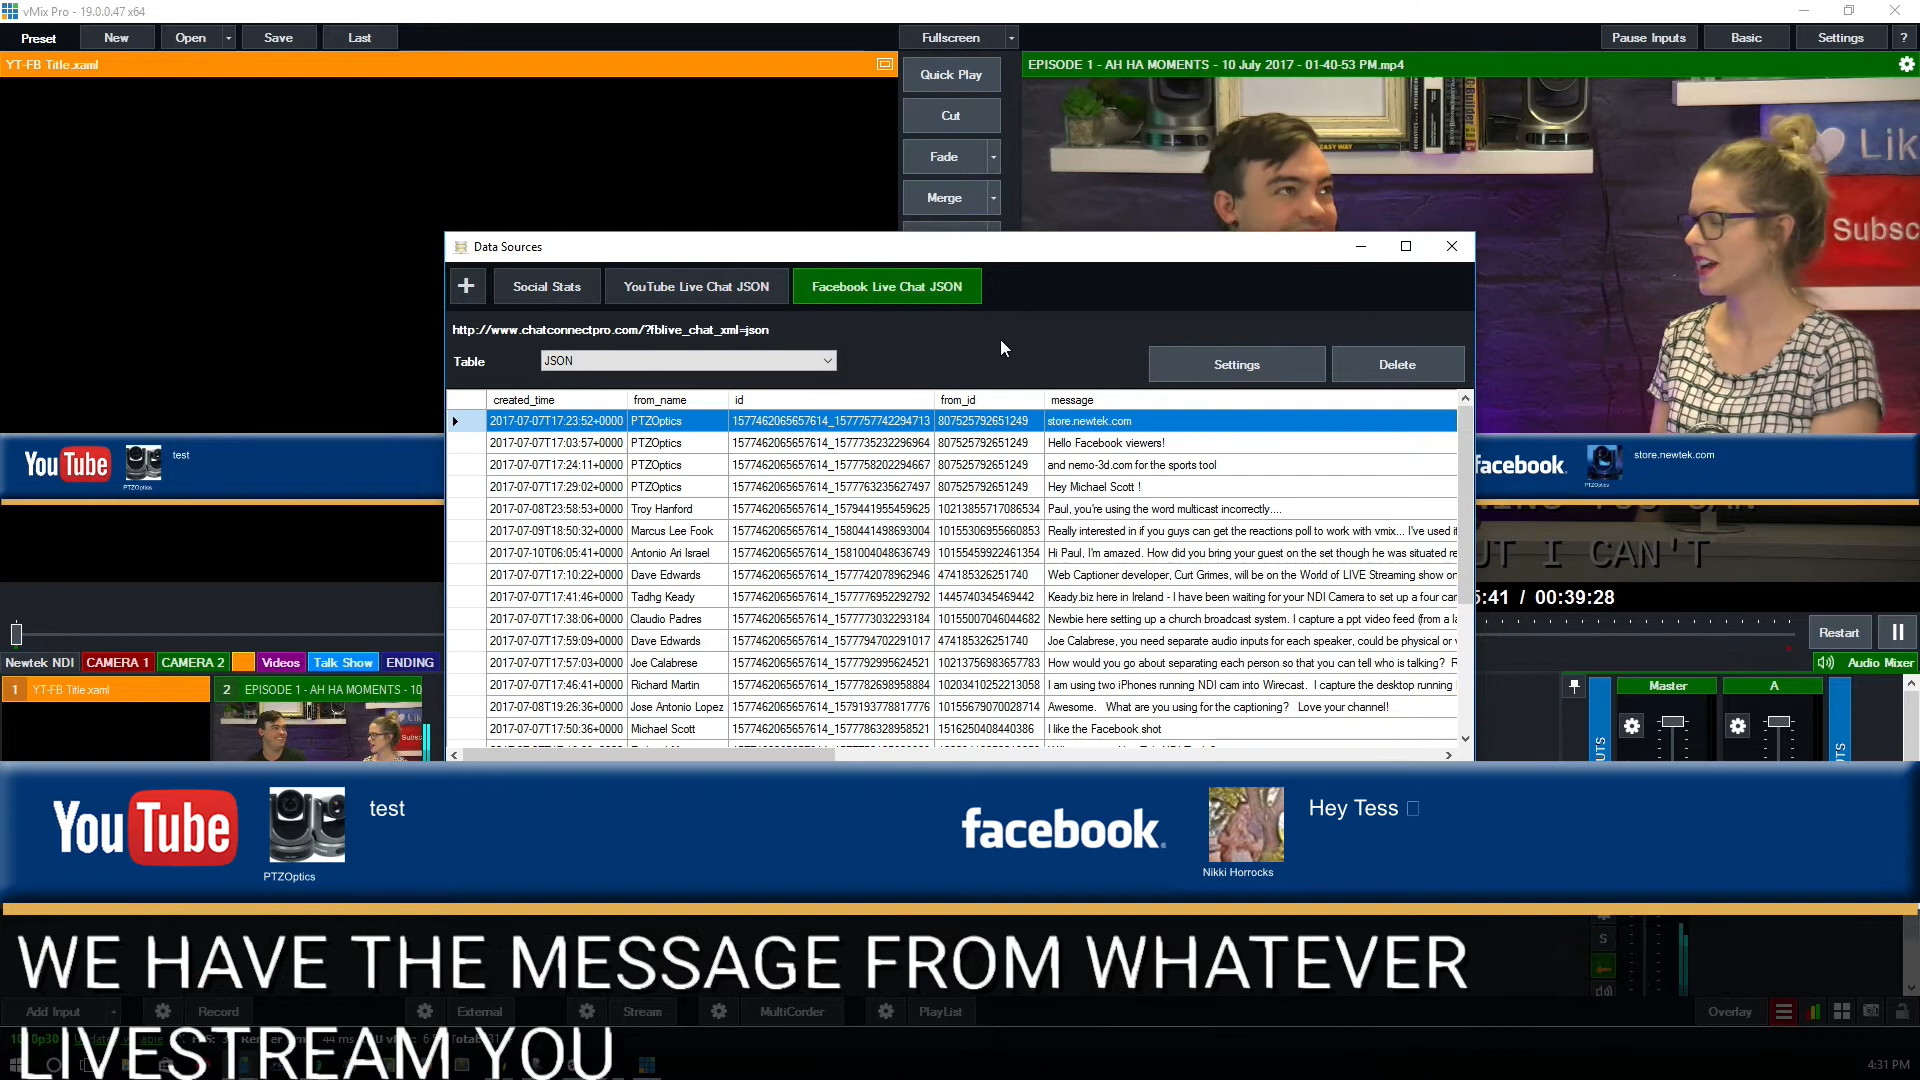 vMix Pro - 19.0.0.47 x64
Preset
New
Open
Save
Last
Fullscreen
Pause Inputs
Basic
Settings
?
YT-FB Title.xaml
Quick Play
Cut
Fade
Merge
EPISODE 1 - AH HA MOMENTS - 10 July 2017 - 01-40-53 PM.mp4
EASY WAY
Lik
Subsc
Data Sources
Social Stats
YouTube Live Chat JSON
Facebook Live Chat JSON
http://www.chatconnectpro.com/?fblive_chat_xml=json
Table
JSON
Settings
Delete
created_time from_name id from_id message
2017-07-07T17:23:52+0000 PTZOptics 1577462065657614_1577757742294713 807525792651249 store.newtek.com
2017-07-07T17:03:57+0000 PTZOptics 1577462065657614_1577735232296964 807525792651249 Hello Facebook viewers!
2017-07-07T17:24:11+0000 PTZOptics 1577462065657614_1577758202294667 807525792651249 and nemo-3d.com for the sports tool
2017-07-07T17:29:02+0000 PTZOptics 1577462065657614_1577763235627497 807525792651249 Hey Michael Scott !
2017-07-08T23:58:53+0000 Troy Hanford 1577462065657614_1579441955459625 10213855717086534 Paul, you're using the word multicast incorrectly....
2017-07-09T18:50:32+0000 Marcus Lee Fook 1577462065657614_1580441498693004 10155306955660853 Really interested in if you guys can get the reactions poll to work with vmix... I've used it
2017-07-10T06:05:41+0000 Antonio Ari Israel 1577462065657614_1581004048636749 10155459922461354 Hi Paul, I'm amazed. How did you bring your guest on the set though he was situated re
2017-07-07T17:10:22+0000 Dave Edwards 1577462065657614_1577742078962946 474185326251740 Web Captioner developer, Curt Grimes, will be on the World of LIVE Streaming show on
2017-07-07T17:41:46+0000 Tadhg Keady 1577462065657614_1577776952292792 1445740345469442 Keady.biz here in Ireland - I have been waiting for your NDI Camera to set up a four car
2017-07-07T17:38:06+0000 Claudio Padres 1577462065657614_1577773032293184 10155007046044682 Newbie here setting up a church broadcast system. I capture a ppt video feed (from a la
2017-07-07T17:59:09+0000 Dave Edwards 1577462065657614_1577794702291017 474185326251740 Joe Calabrese, you need separate audio inputs for each speaker, could be physical or v
2017-07-07T17:57:03+0000 Joe Calabrese 1577462065657614_1577792995624521 10213756983657783 How would you go about separating each person so that you can tell who is talking? R
2017-07-07T17:46:41+0000 Richard Martin 1577462065657614_1577782698958884 10203410252213058 I am using two iPhones running NDI cam into Wirecast. I capture the desktop running
2017-07-08T19:26:36+0000 Jose Antonio Lopez 1577462065657614_1579193778817776 10155679070028714 Awesome. What are you using for the captioning? Love your channel!
2017-07-07T17:50:36+0000 Michael Scott 1577462065657614_1577786328958521 1516250408440386 I like the Facebook shot
YouTube
PTZOptics
test
facebook
PTZOptics
store.newtek.com
UT I CAN'T
5:41 / 00:39:28
Restart
Audio Mixer
Newtek NDI
CAMERA 1
CAMERA 2
Videos
Talk Show
ENDING
1 YT-FB Title.xaml
2 EPISODE 1 - AH HA MOMENTS - 10
Master
A
YouTube
PTZOptics
test
facebook
Nikki Horrocks
Hey Tess
WE HAVE THE MESSAGE FROM WHATEVER
LIVESTREAM YOU
S
Add Input
Record
External
Stream
MultiCorder
PlayList
Overlay
4:31 PM